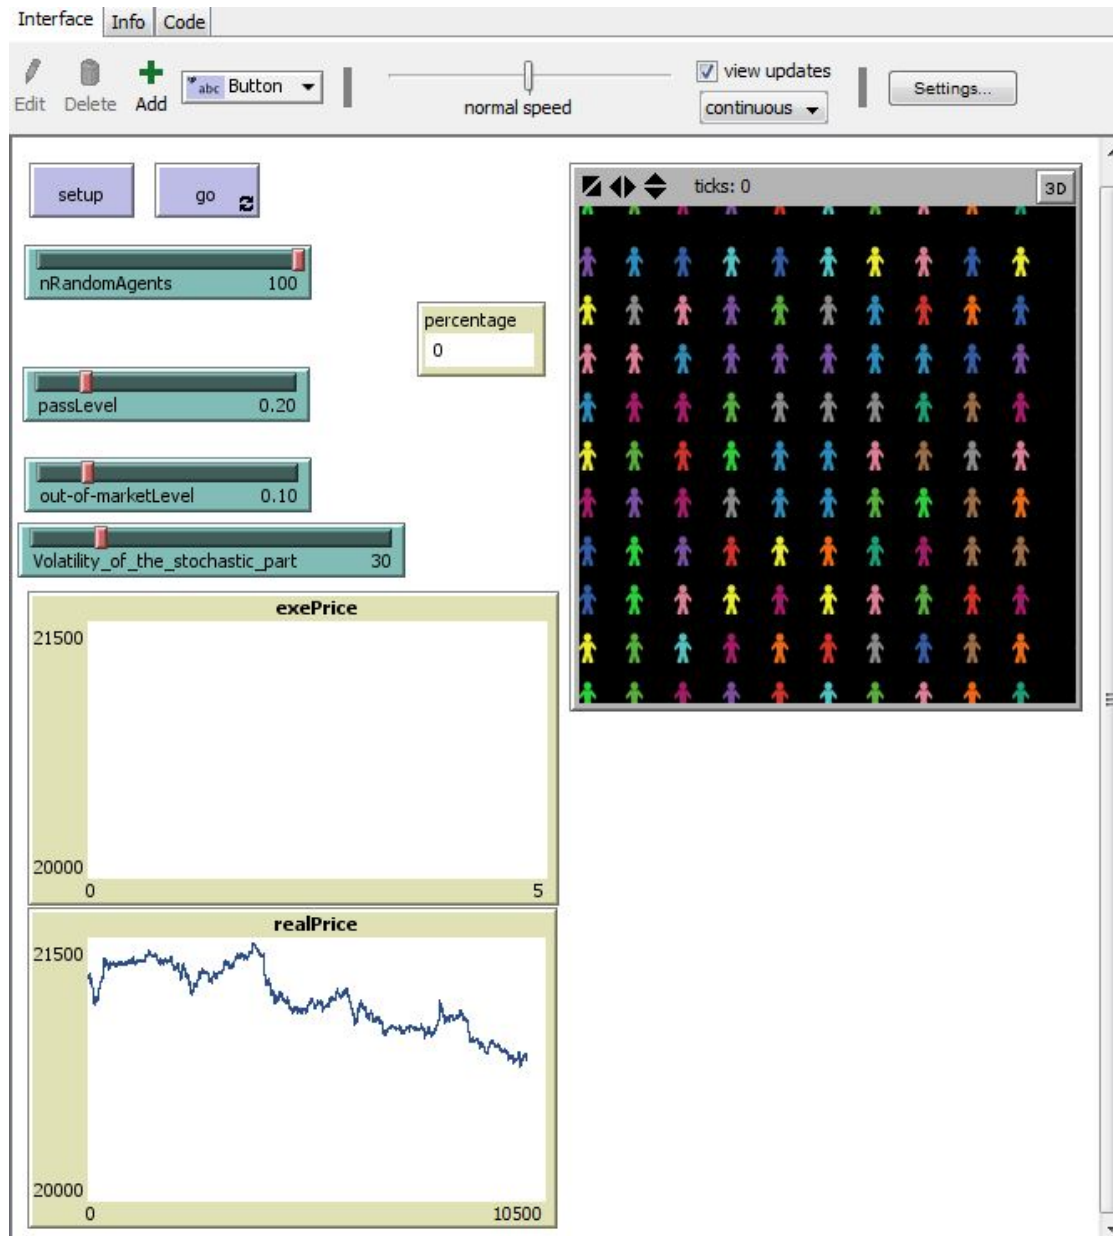 Interface Info Code
Edit Delete Add abc Button normal speed view updates
continuous
Settings...
setup go
ticks: 0 3D
nRandomAgents 100
percentage
0
passLevel 0.20
out-of-marketLevel 0.10
Volatility_of_the_stochastic_part 30
exePrice
21500
20000
0 5
realPrice
21500
20000
0 10500